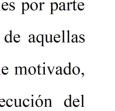 es por parte
de aquellas
e motivado,
ecución del